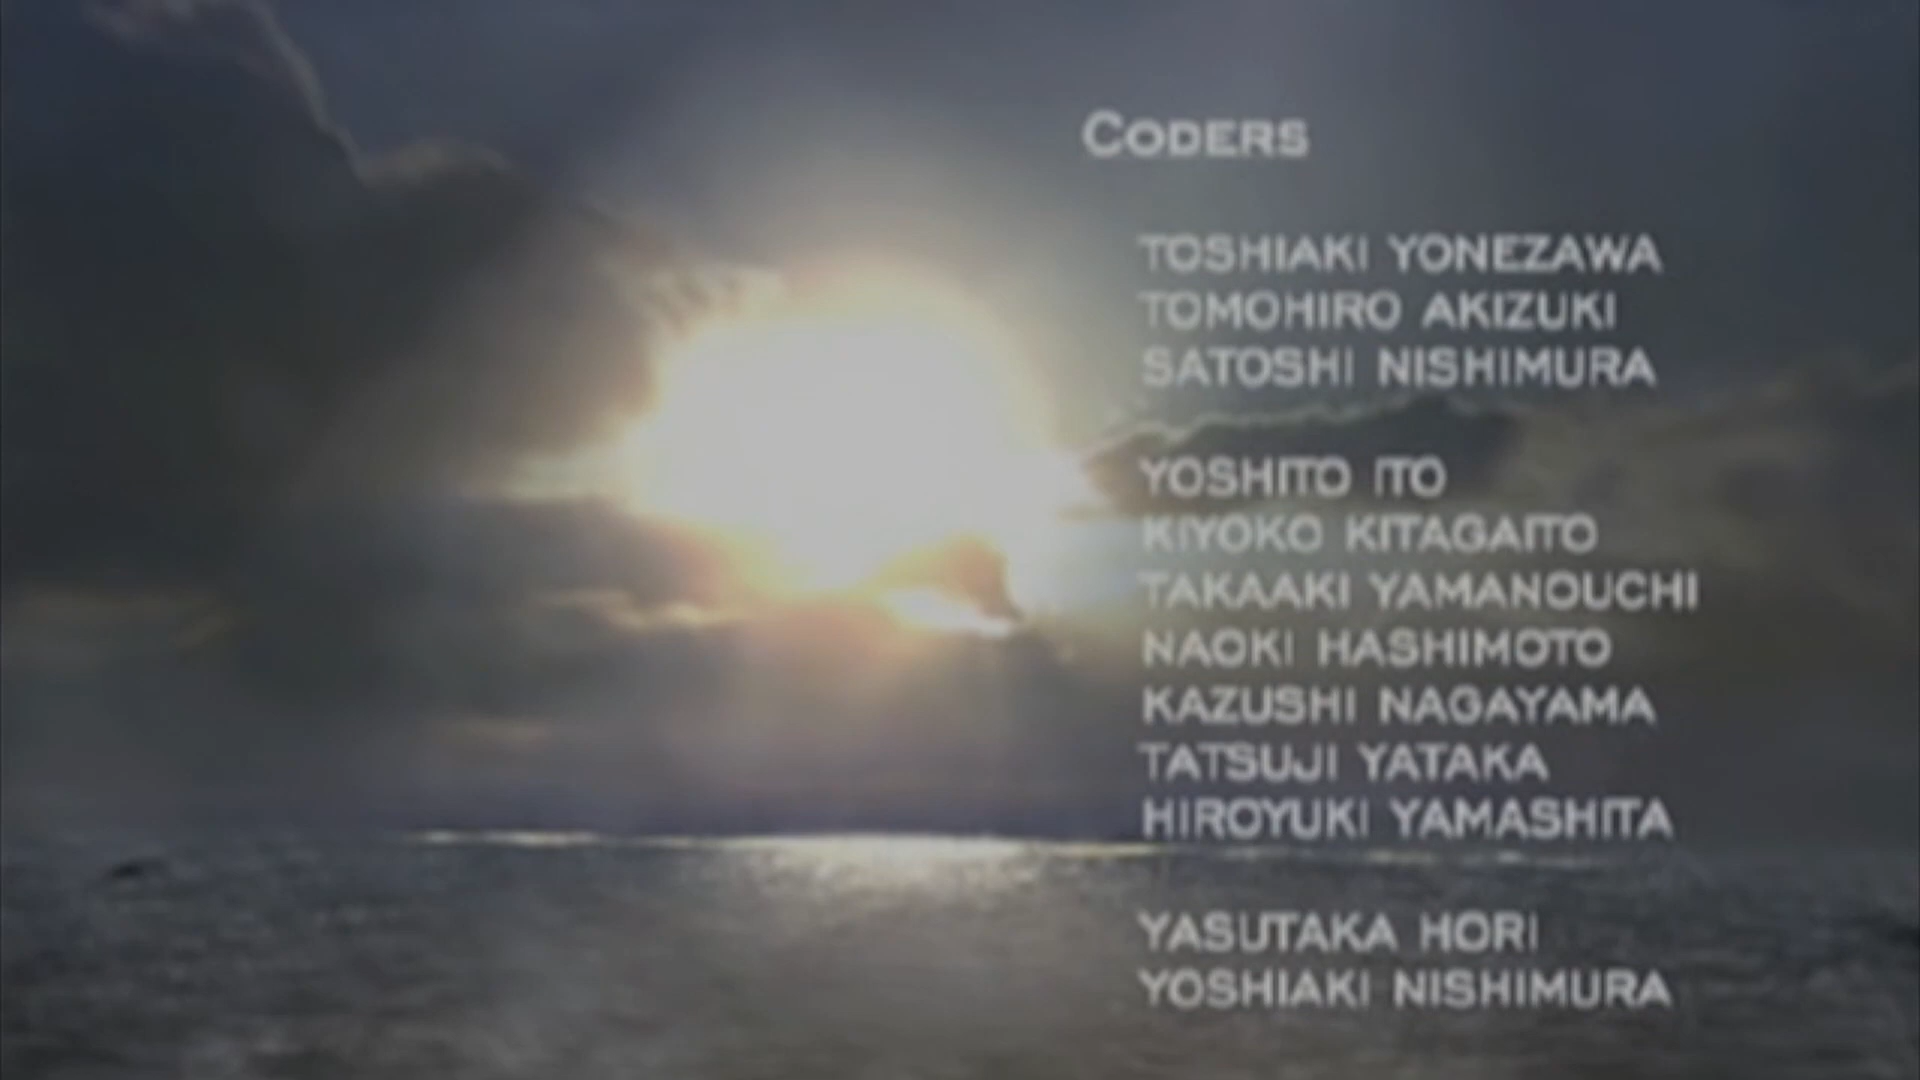 CODERS
TOSHIAKI YONEZAWA
TOMOHIRO AKIZUKI
SATOSHI NISHIMURA
YOSHITO ITO
KIYOKO KITAGAITO
TAKAAKI YAMANOUCHI
NAOKI HASHIMOTO
KAZUSHI NAGAYAMA
TATSUJI YATAKA
HIROYUKI YAMASHITA
YASUTAKA HORI
YOSHIAKI NISHIMURA